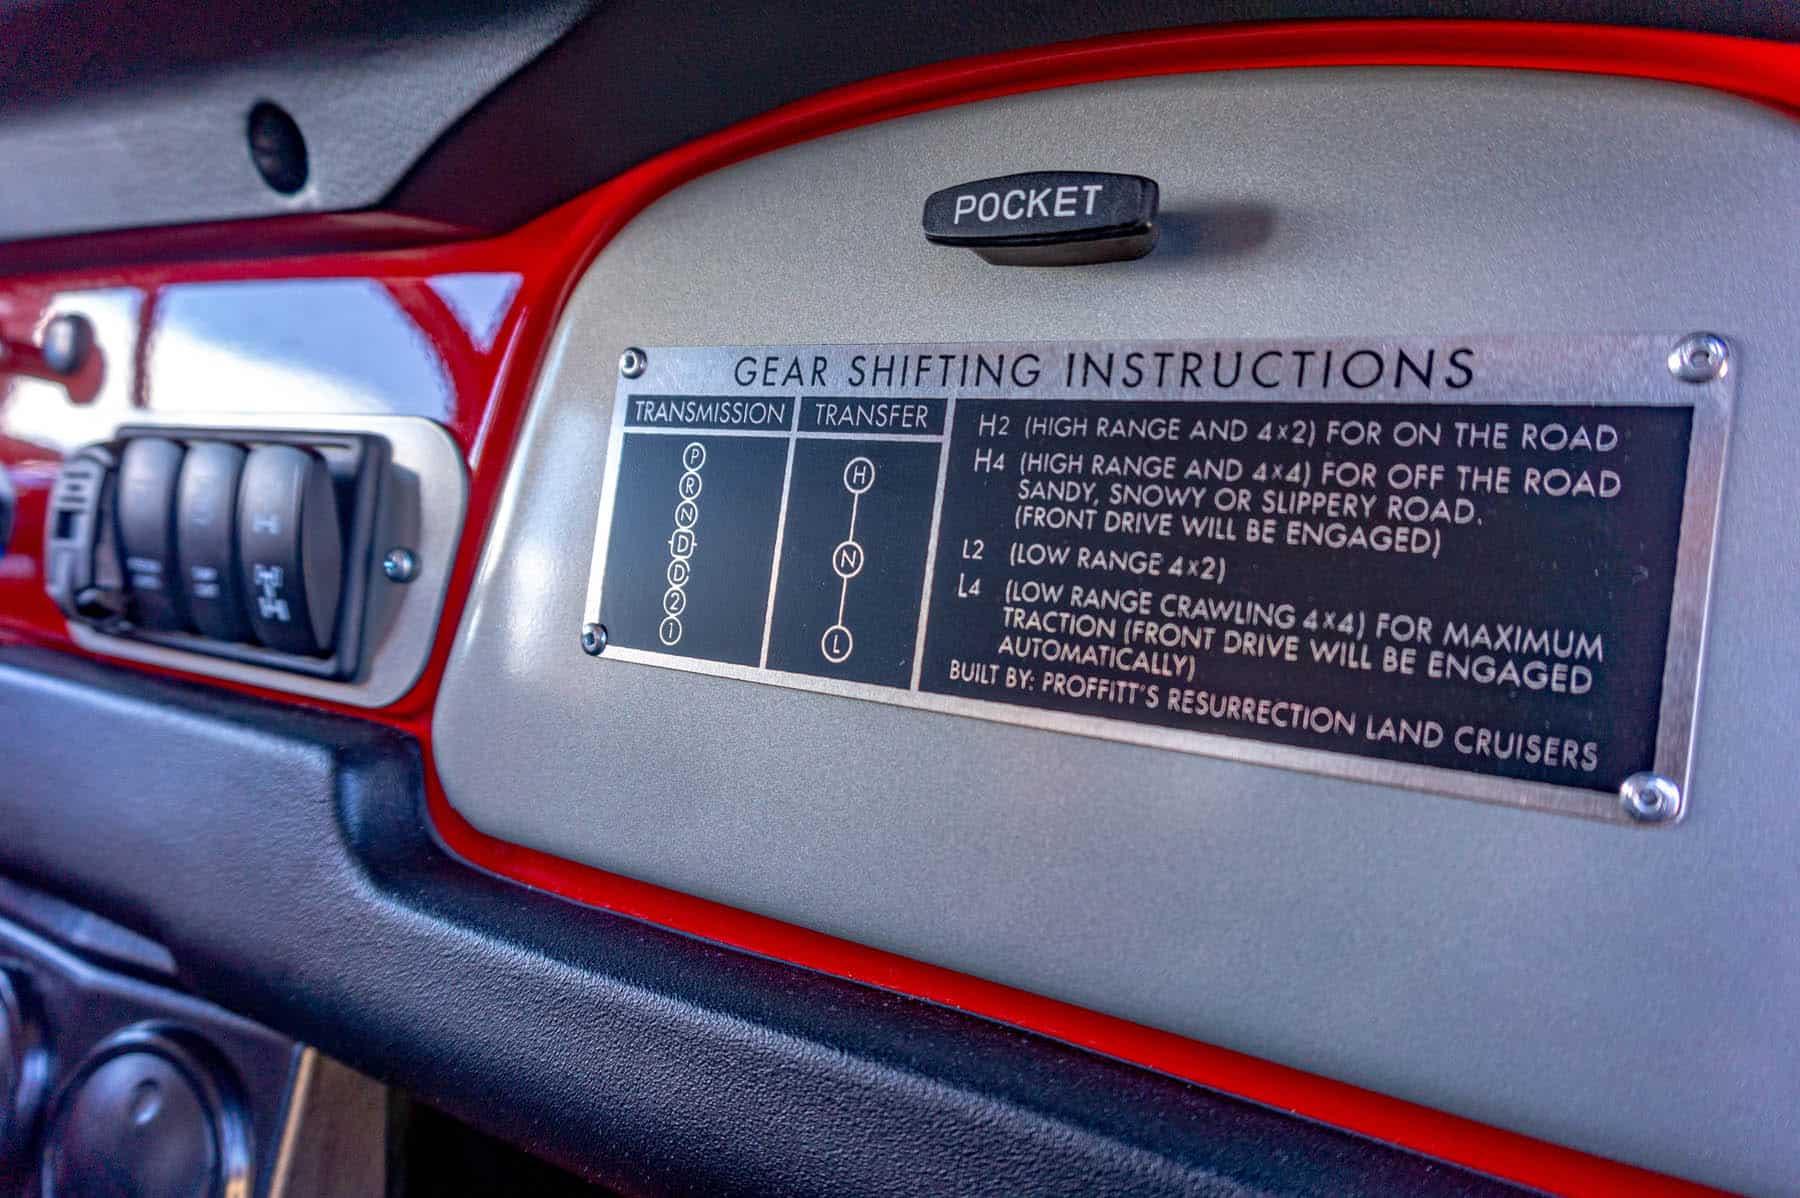 POCKET
GEAR SHIFTING INSTRUCTIONS
TRANSMISSION
P
R
N
D
D
2
1
TRANSFER
H
N
L
H2 (HIGH RANGE AND 4×2) FOR ON THE ROAD
H4 (HIGH RANGE AND 4×4) FOR OFF THE ROAD
SANDY, SNOWY OR SLIPPERY ROAD.
(FRONT DRIVE WILL BE ENGAGED)
L2 (LOW RANGE 4×2)
L4 (LOW RANGE CRAWLING 4×4) FOR MAXIMUM
TRACTION (FRONT DRIVE WILL BE ENGAGED
AUTOMATICALLY)
BUILT BY: PROFFITT'S RESURRECTION LAND CRUISERS